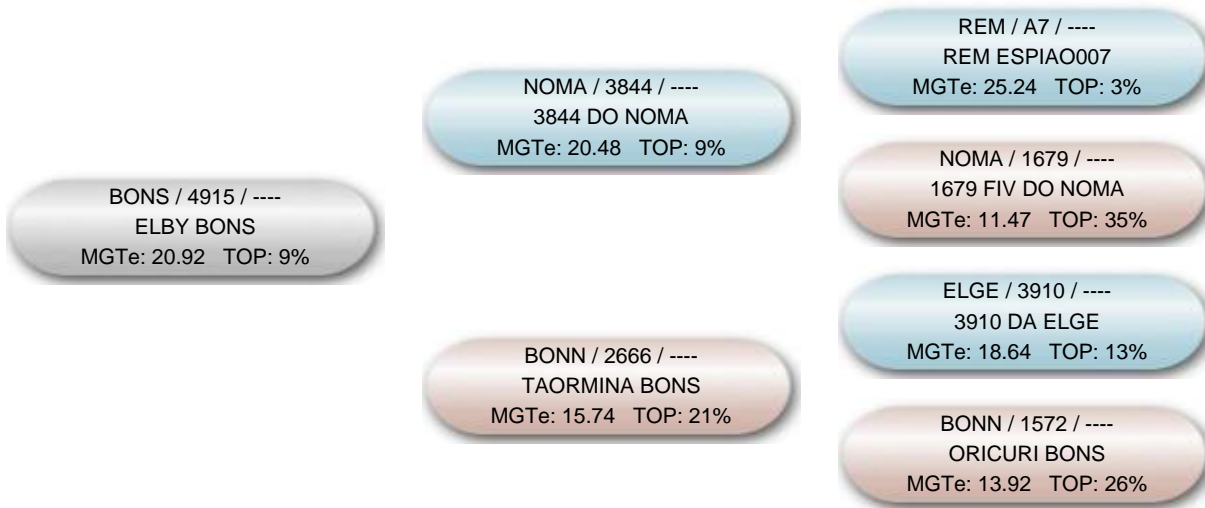 BONS / 4915 / ----
ELBY BONS
MGTe: 20.92 TOP: 9%
NOMA / 3844 / ----
3844 DO NOMA
MGTe: 20.48 TOP: 9%
BONN / 2666 / ----
TAORMINA BONS
MGTe: 15.74 TOP: 21%
REM / A7 / ----
REM ESPIAO007
MGTe: 25.24 TOP: 3%
NOMA / 1679 / ----
1679 FIV DO NOMA
MGTe: 11.47 TOP: 35%
ELGE / 3910 / ----
3910 DA ELGE
MGTe: 18.64 TOP: 13%
BONN / 1572 / ----
ORICURI BONS
MGTe: 13.92 TOP: 26%